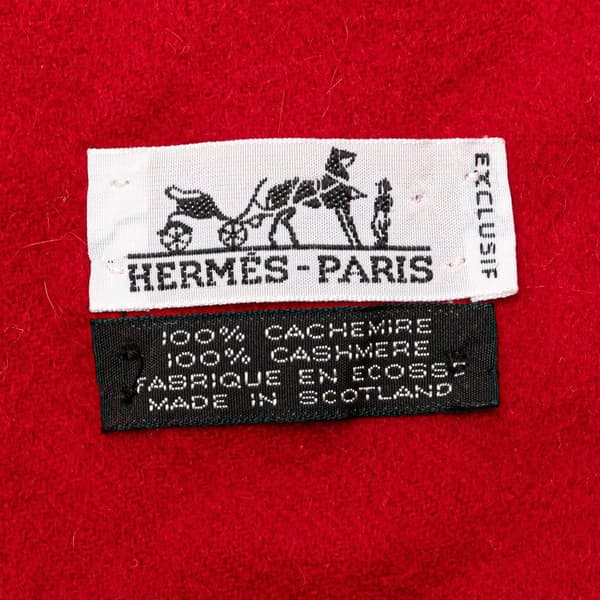 HERMÈS-PARIS
EXCLUSIF
100% CACHEMIRE
100% CASHMERE
FABRIQUE EN ECOSSE
MADE IN SCOTLAND